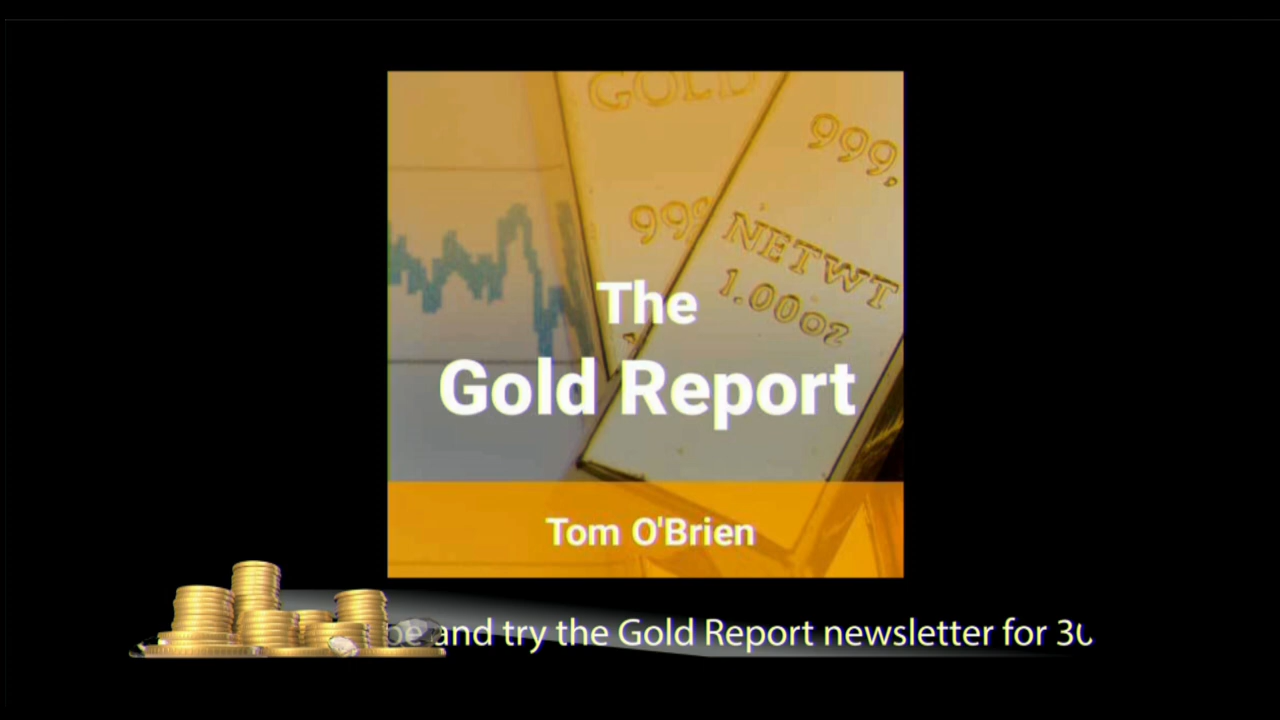 GOLD
999,
999
NETWT
1.00oz
The
Gold Report
Tom O'Brien
and try the Gold Report newsletter for